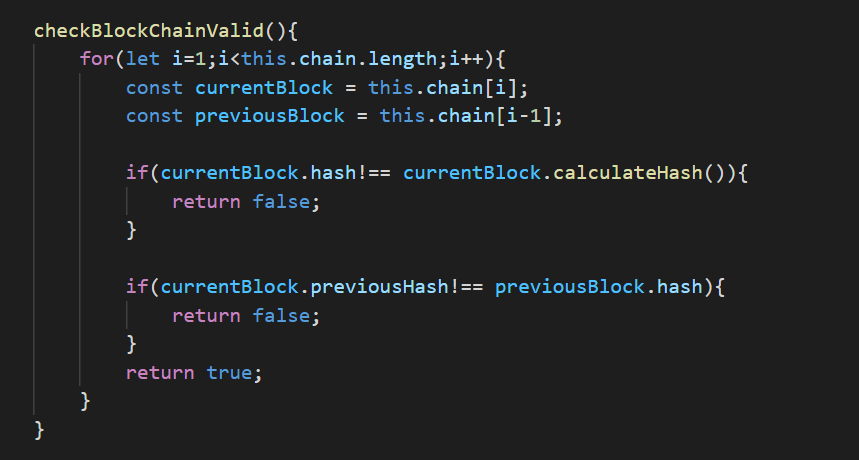 checkBlockChainValid(){
for(let i=1;i<this.chain.length;i++){
const currentBlock = this.chain[i];
const previousBlock = this.chain[i-1];
if(currentBlock.hash!== currentBlock.calculateHash()){
return false;
}
if(currentBlock.previousHash!== previousBlock.hash){
return false;
}
return true;
}
}